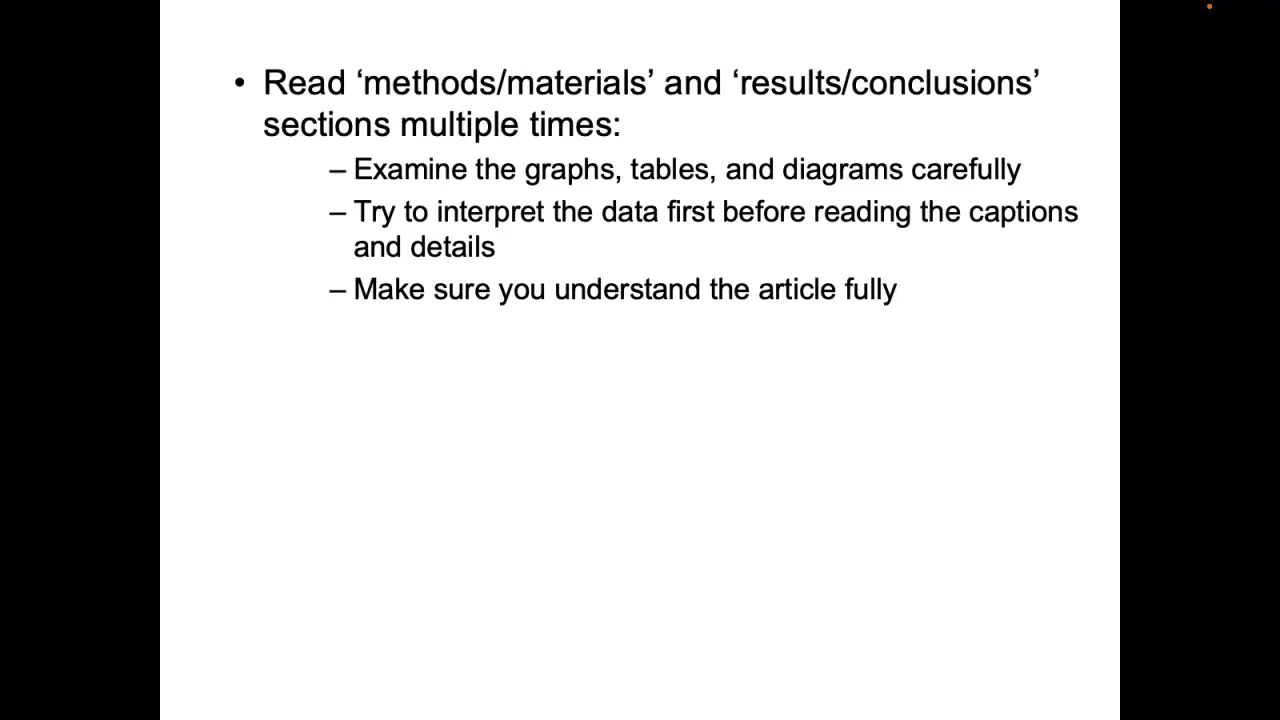 • Read ‘methods/materials’ and ‘results/conclusions’
sections multiple times:
– Examine the graphs, tables, and diagrams carefully
– Try to interpret the data first before reading the captions
and details
– Make sure you understand the article fully